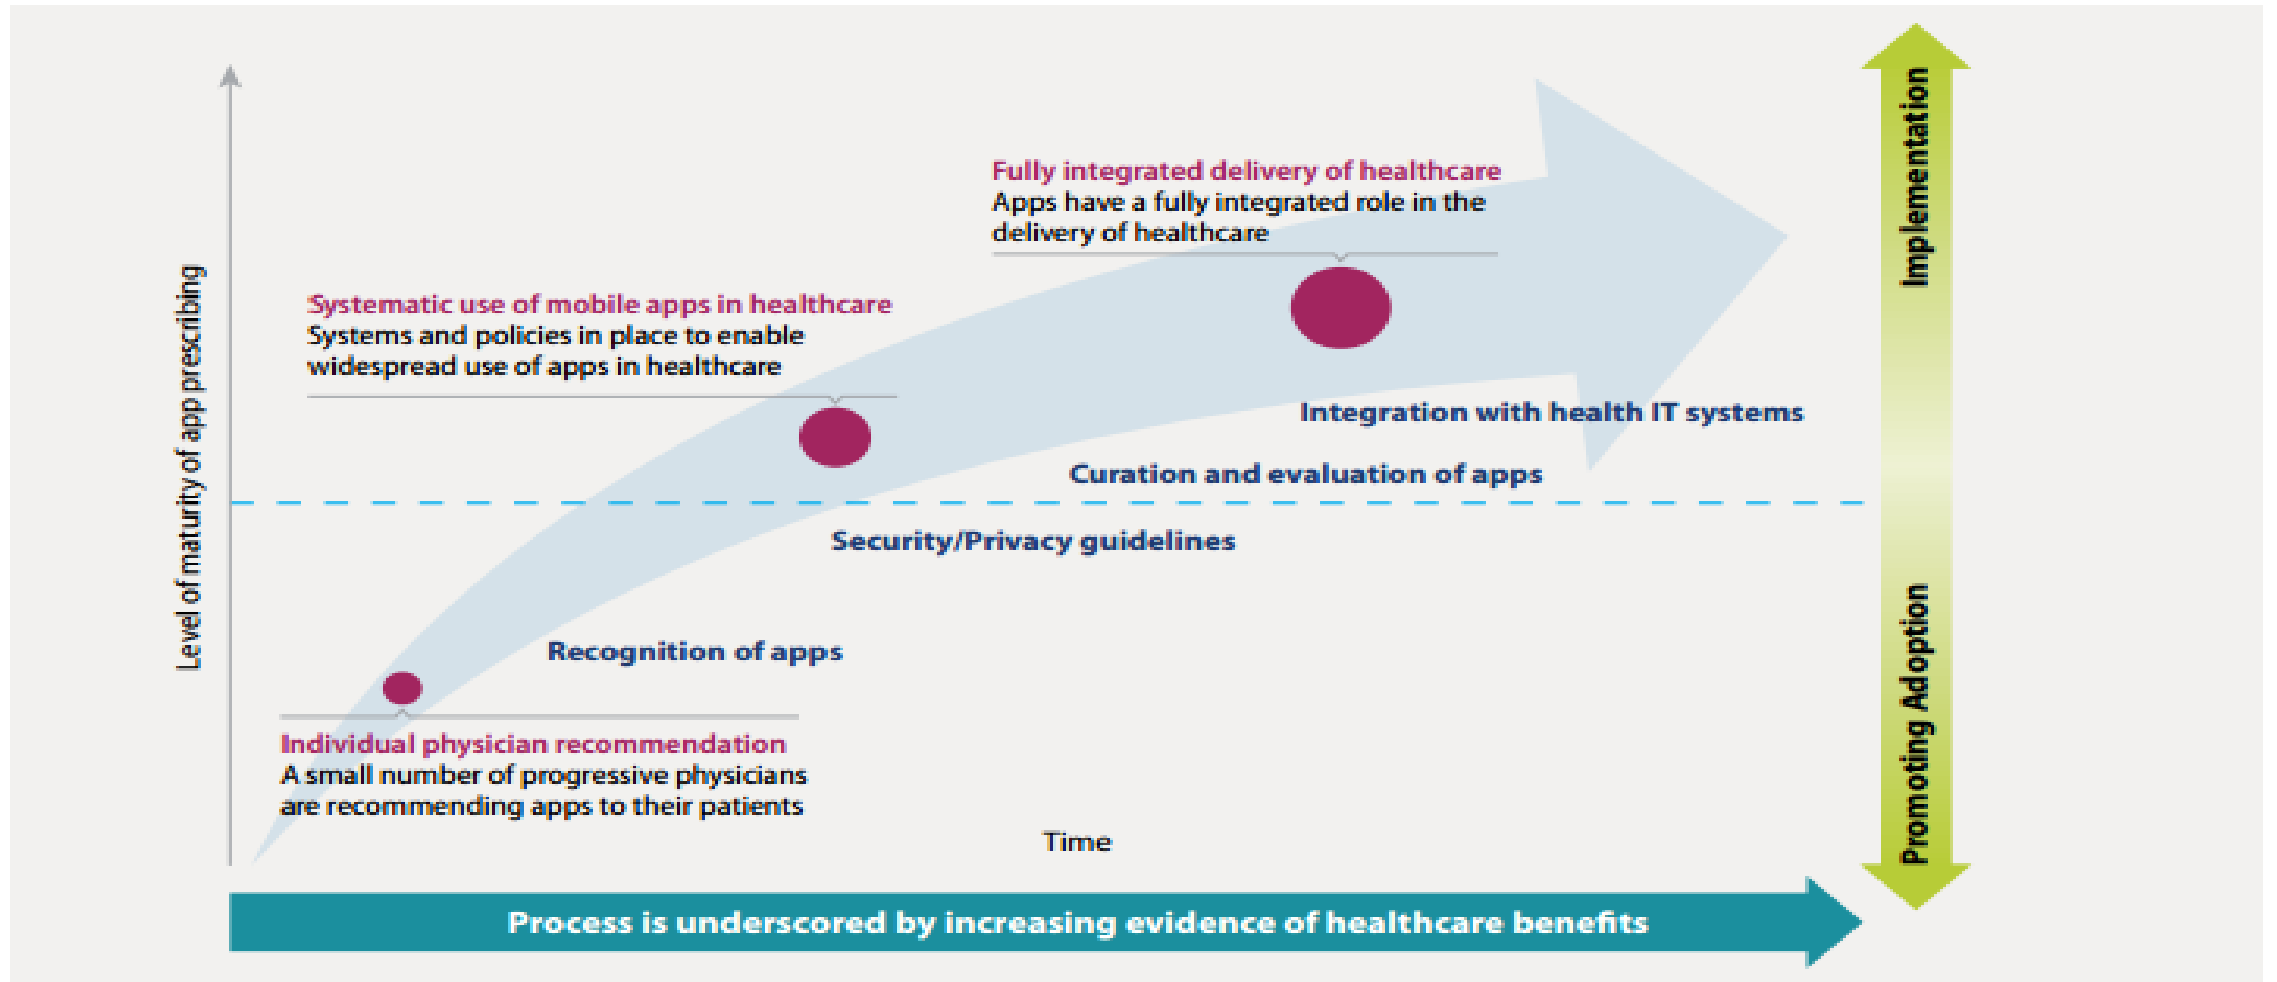 Implementation
Fully integrated delivery of healthcare
Apps have a fully integrated role in the
delivery of healthcare
Systematic use of mobile apps in healthcare
Systems and policies in place to enable
widespread use of apps in healthcare
Level of maturity of app prescribing
Integration with health IT systems
Curation and evaluation of apps
Security/Privacy guidelines
Recognition of apps
Promoting Adoption
Individual physician recommendation
A small number of progressive physicians
are recommending apps to their patients
Time
Process is underscored by increasing evidence of healthcare benefits